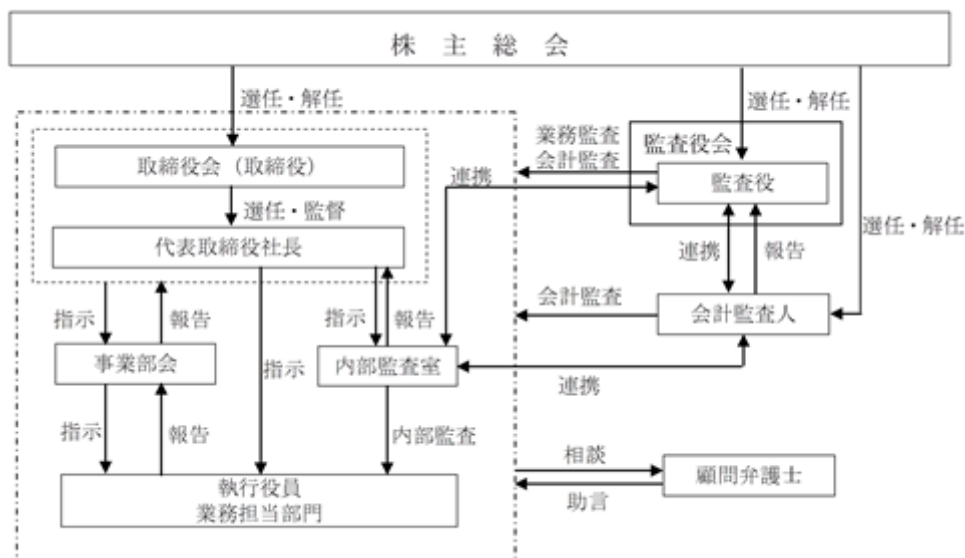 株主総会
選任・解任
選任・解任
業務監査
会計監査
監査役会
取締役会（取締役）
連携
監査役
選任・監督
選任・解任
代表取締役社長
連携
報告
会計監査
会計監査人
指示
報告
指示
報告
事業部会
指示
内部監査室
連携
指示
報告
内部監査
相談
顧問弁護士
執行役員
業務担当部門
助言